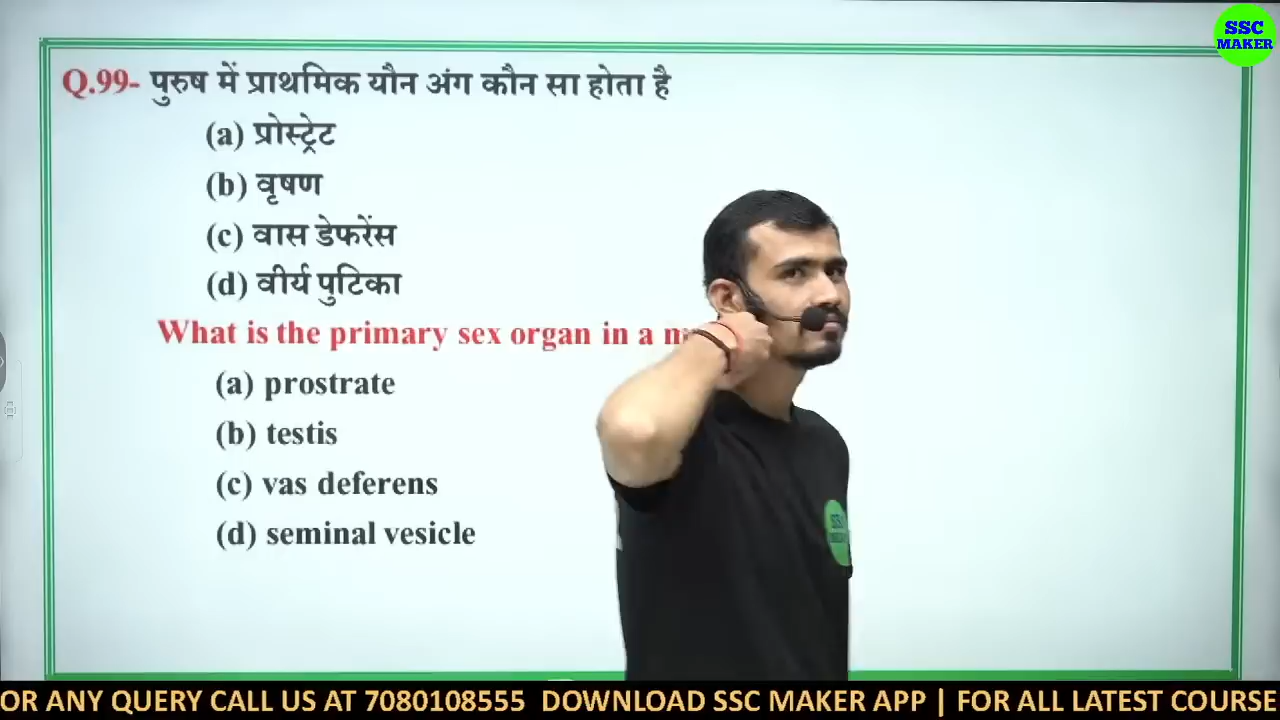 SSC
MAKER
Q.99- पुरुष में प्राथमिक यौन अंग कौन सा होता है
(a) प्रोस्ट्रेट
(b) वृषण
(c) वास डेफरेंस
(d) वीर्य पुटिका
What is the primary sex organ in a
(a) prostrate
(b) testis
(c) vas deferens
(d) seminal vesicle
OR ANY QUERY CALL US AT 7080108555 DOWNLOAD SSC MAKER APP | FOR ALL LATEST COURSE